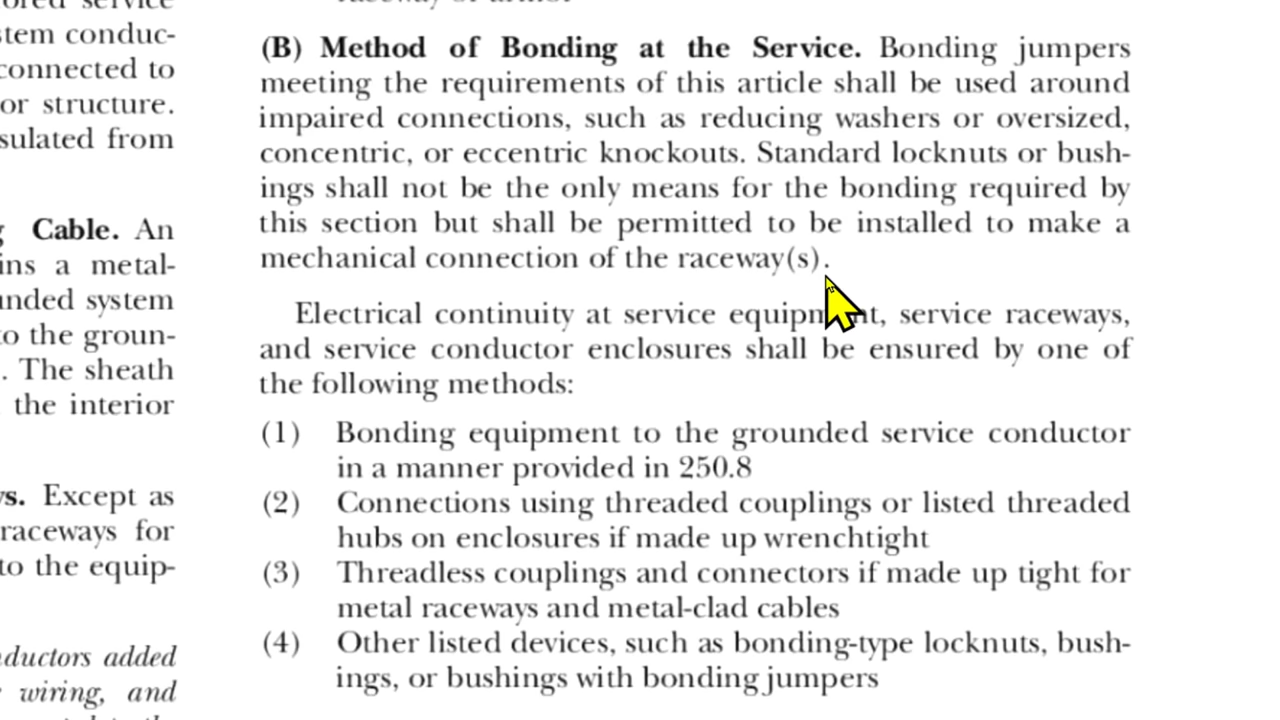 stem conduc-
connected to
or structure.
sulated from
Cable. An
ins a metal-
unded system
to the groun-
. The sheath
the interior
s. Except as
raceways for
to the equip-
ductors added
wiring, and
(B) Method of Bonding at the Service. Bonding jumpers
meeting the requirements of this article shall be used around
impaired connections, such as reducing washers or oversized,
concentric, or eccentric knockouts. Standard locknuts or bush-
ings shall not be the only means for the bonding required by
this section but shall be permitted to be installed to make a
mechanical connection of the raceway(s).
Electrical continuity at service equipment, service raceways,
and service conductor enclosures shall be ensured by one of
the following methods:
(1) Bonding equipment to the grounded service conductor
in a manner provided in 250.8
(2) Connections using threaded couplings or listed threaded
hubs on enclosures if made up wrenchtight
(3) Threadless couplings and connectors if made up tight for
metal raceways and metal-clad cables
(4) Other listed devices, such as bonding-type locknuts, bush-
ings, or bushings with bonding jumpers